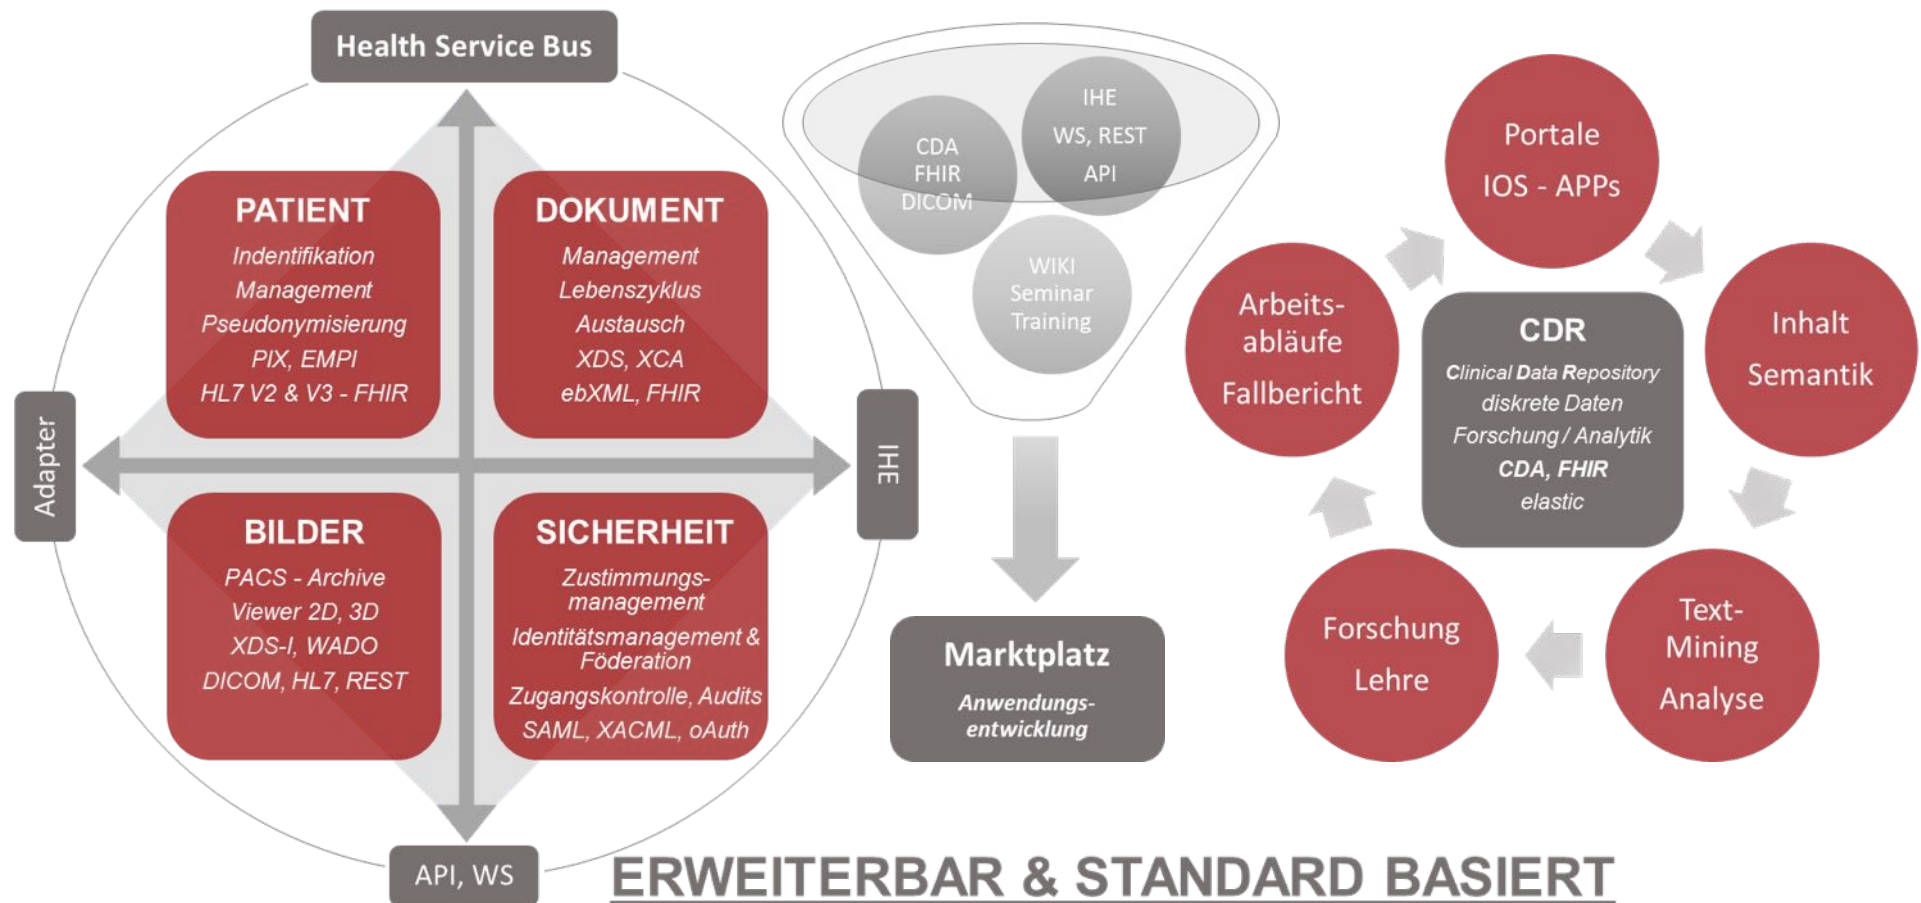 Health Service Bus
PATIENT
Indentifikation
Management
Pseudonymisierung
PIX, EMPI
HL7 V2 & V3 - FHIR
DOKUMENT
Management
Lebenszyklus
Austausch
XDS, XCA
ebXML, FHIR
Adapter
IHE
BILDER
PACS - Archive
Viewer 2D, 3D
XDS-I, WADO
DICOM, HL7, REST
SICHERHEIT
Zustimmungs-
management
Identitätsmanagement &
Föderation
Zugangskontrolle, Audits
SAML, XACML, oAuth
API, WS
CDA
FHIR
DICOM
IHE
WS, REST
API
WIKI
Seminar
Training
Marktplatz
Anwendungs-
entwicklung
Portale
IOS - APPs
Inhalt
Semantik
Text-
Mining
Analyse
Forschung
Lehre
Arbeits-
abläufe
Fallbericht
CDR
Clinical Data Repository
diskrete Daten
Forschung / Analytik
CDA, FHIR
elastic
ERWEITERBAR & STANDARD BASIERT